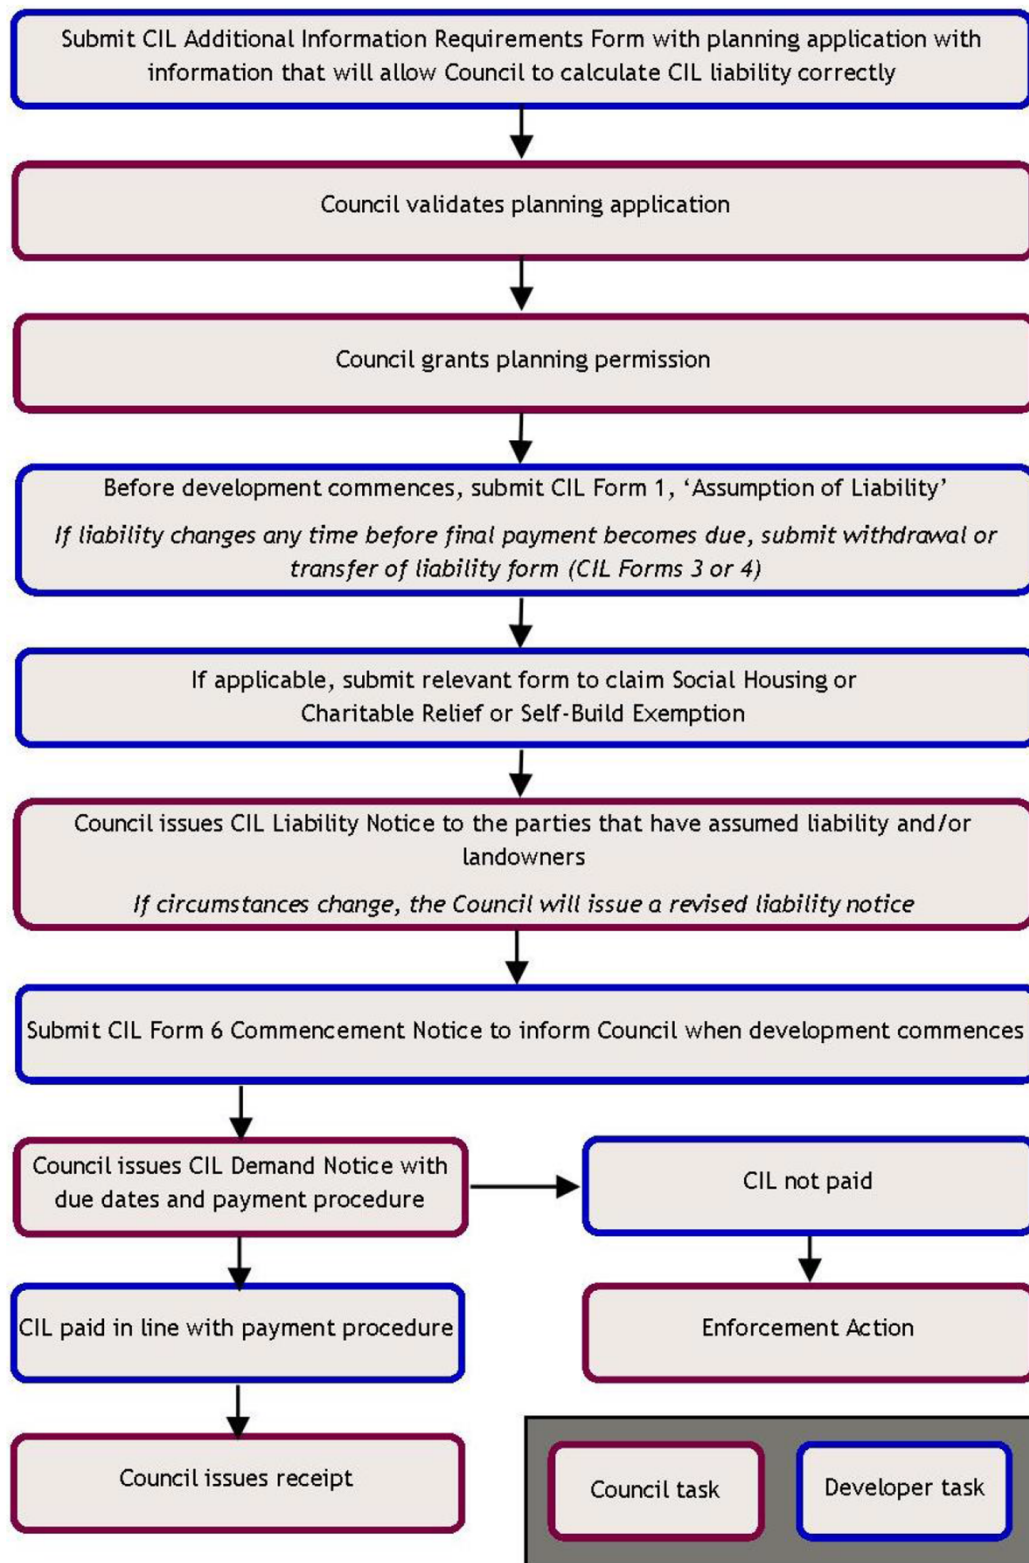 Submit CIL Additional Information Requirements Form with planning application with
information that will allow Council to calculate CIL liability correctly
Council validates planning application
Council grants planning permission
Before development commences, submit CIL Form 1, ‘Assumption of Liability’
If liability changes any time before final payment becomes due, submit withdrawal or
transfer of liability form (CIL Forms 3 or 4)
If applicable, submit relevant form to claim Social Housing or
Charitable Relief or Self-Build Exemption
Council issues CIL Liability Notice to the parties that have assumed liability and/or
landowners
If circumstances change, the Council will issue a revised liability notice
Submit CIL Form 6 Commencement Notice to inform Council when development commences
Council issues CIL Demand Notice with
due dates and payment procedure
CIL not paid
CIL paid in line with payment procedure
Enforcement Action
Council issues receipt
Council task
Developer task